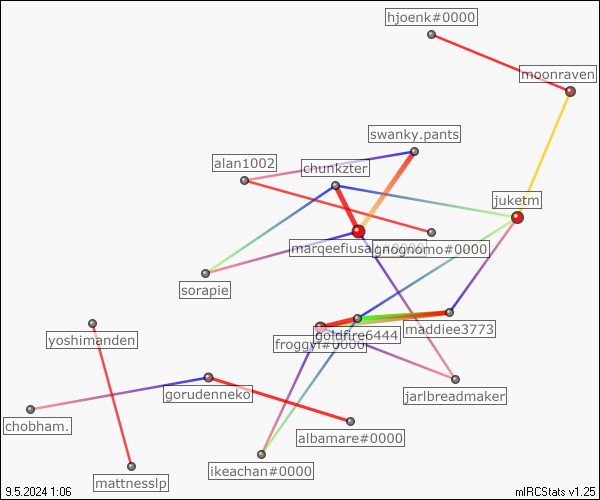 hjoenk#0000
moonraven
swanky.pants
alan1002
chunkzter
juketm
marqeefiusa
gnognomo#0000
sorapie
goldfire6444
maddiee3773
froggyf#0000
yoshimanden
gorudenneko
jarlbreadmaker
chobham.
albamare#0000
ikeachan#0000
mattnesslp
9.5.2024 1:06
mIRCStats v1.25